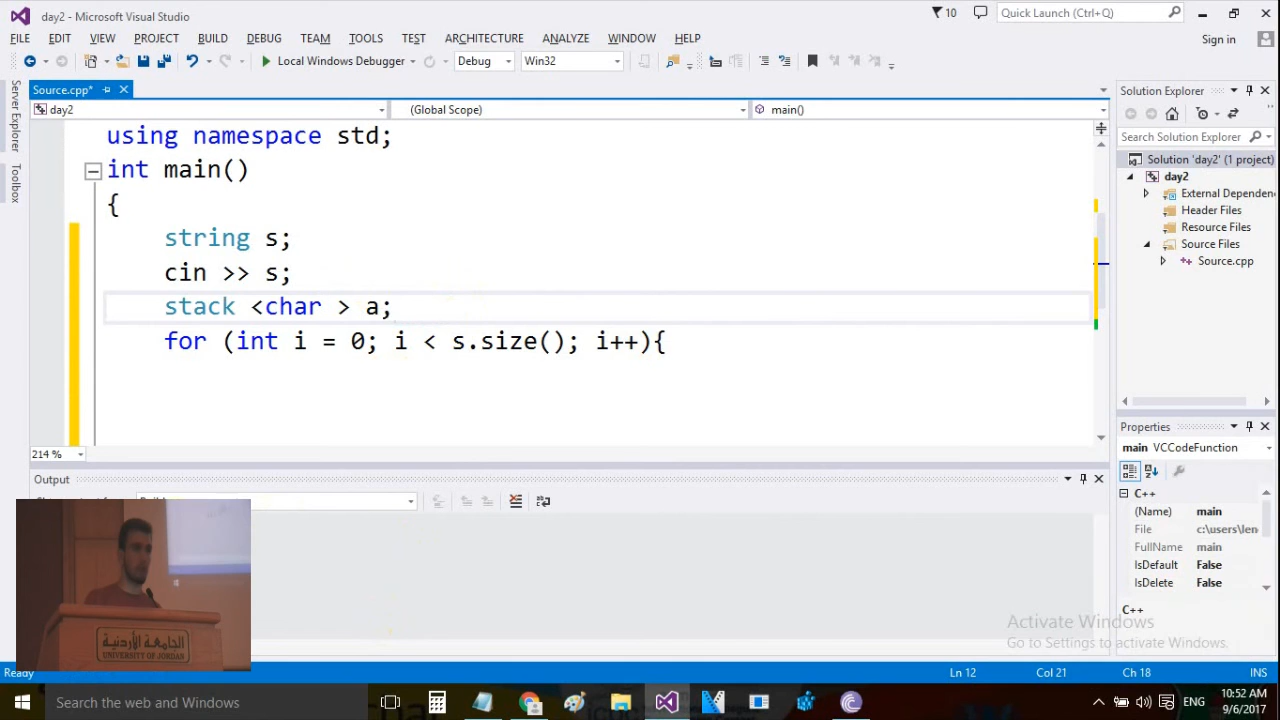 day2 - Microsoft Visual Studio
10
Quick Launch (Ctrl+Q)
FILE EDIT VIEW PROJECT BUILD DEBUG TEAM TOOLS TEST ARCHITECTURE ANALYZE WINDOW HELP
Sign in
Local Windows Debugger Debug Win32
Server Explorer
Toolbox
Source.cpp*
day2 (Global Scope) main()
using namespace std;
int main()
{
string s;
cin >> s;
stack <char > a;
for (int i = 0; i < s.size(); i++){
214 %
Output
Solution Explorer
Search Solution Explorer
Solution 'day2' (1 project)
day2
External Dependen
Header Files
Resource Files
Source Files
Source.cpp
Properties
main VCCodeFunction
C++
(Name) main
File c:\users\len
FullName main
IsDefault False
IsDelete False
C++
Activate Windows
Go to Settings to activate Windows.
الجامعة الأردنية
UNIVERSITY OF JORDAN
Ready Ln 12 Col 21 Ch 18 INS
Search the web and Windows
ENG
10:52 AM
9/6/2017